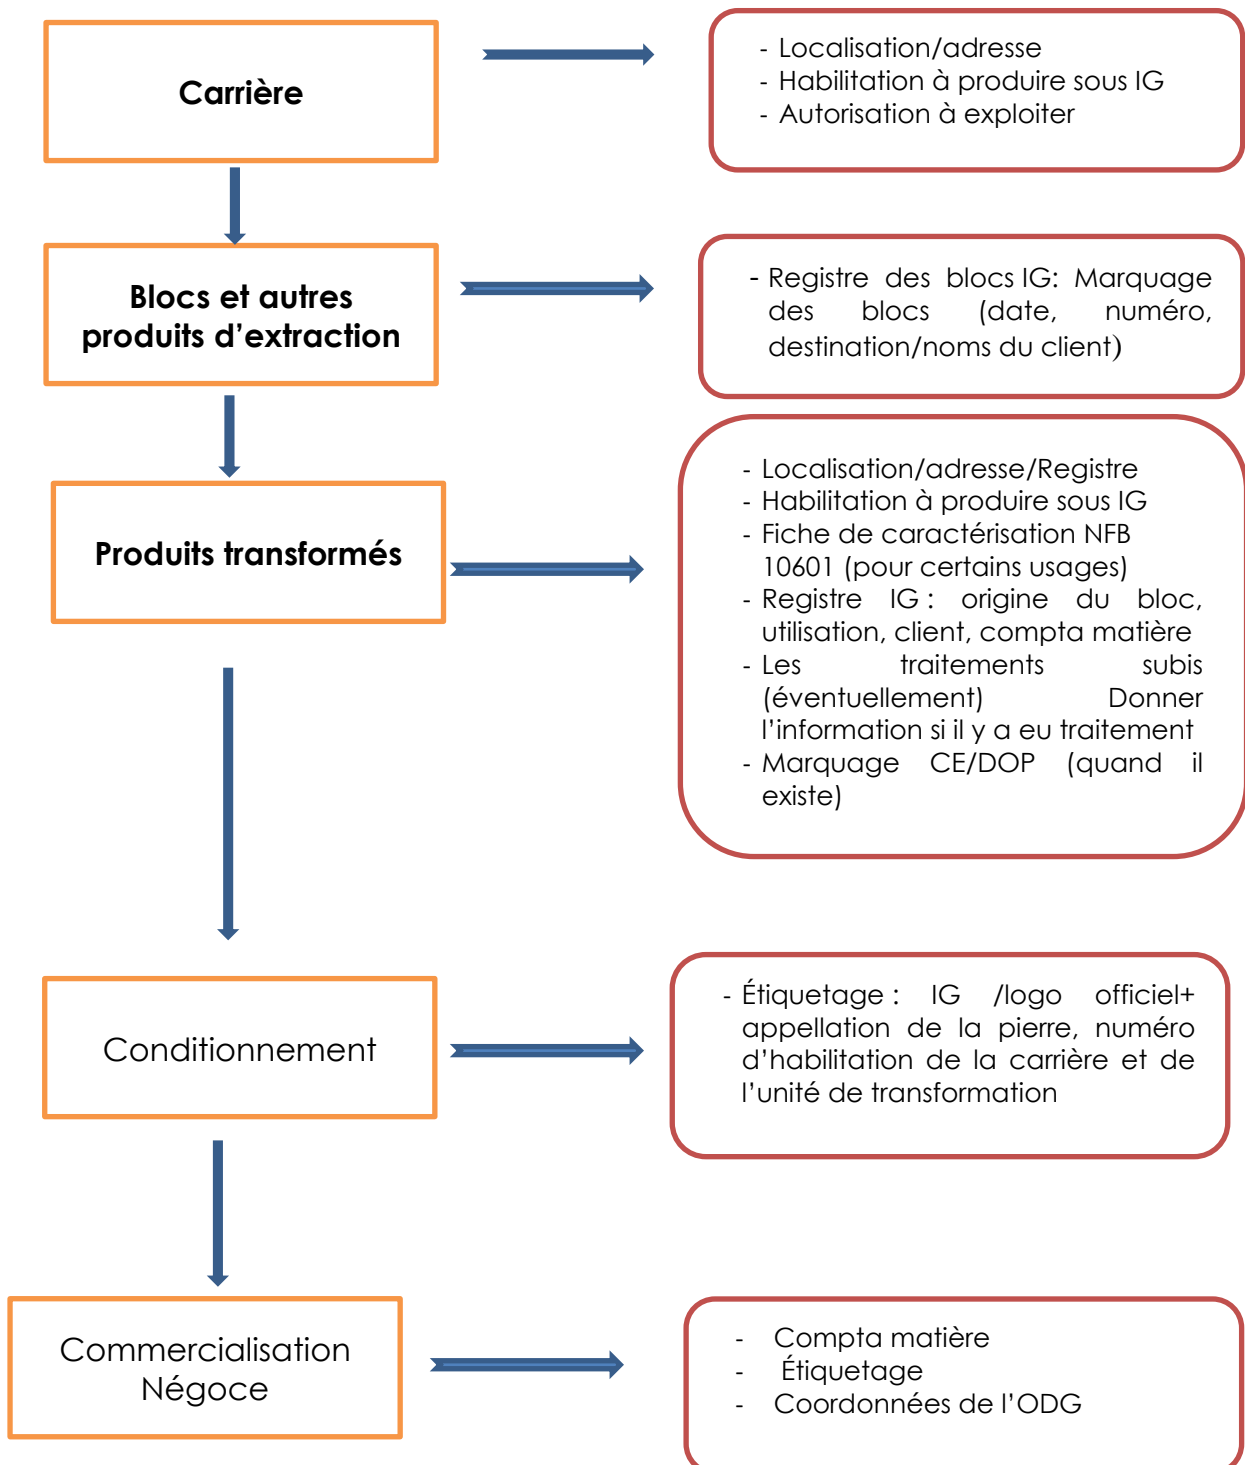 Carrière
- Localisation/adresse
- Habilitation à produire sous IG
- Autorisation à exploiter
Blocs et autres
produits d’extraction
- Registre des blocs IG: Marquage
des blocs (date, numéro,
destination/noms du client)
Produits transformés
- Localisation/adresse/Registre
- Habilitation à produire sous IG
- Fiche de caractérisation NFB
10601 (pour certains usages)
- Registre IG : origine du bloc,
utilisation, client, compta matière
- Les traitements subis
(éventuellement) Donner
l’information si il y a eu traitement
- Marquage CE/DOP (quand il
existe)
Conditionnement
- Étiquetage : IG /logo officiel+
appellation de la pierre, numéro
d’habilitation de la carrière et de
l’unité de transformation
Commercialisation
Négoce
- Compta matière
- Étiquetage
- Coordonnées de l’ODG